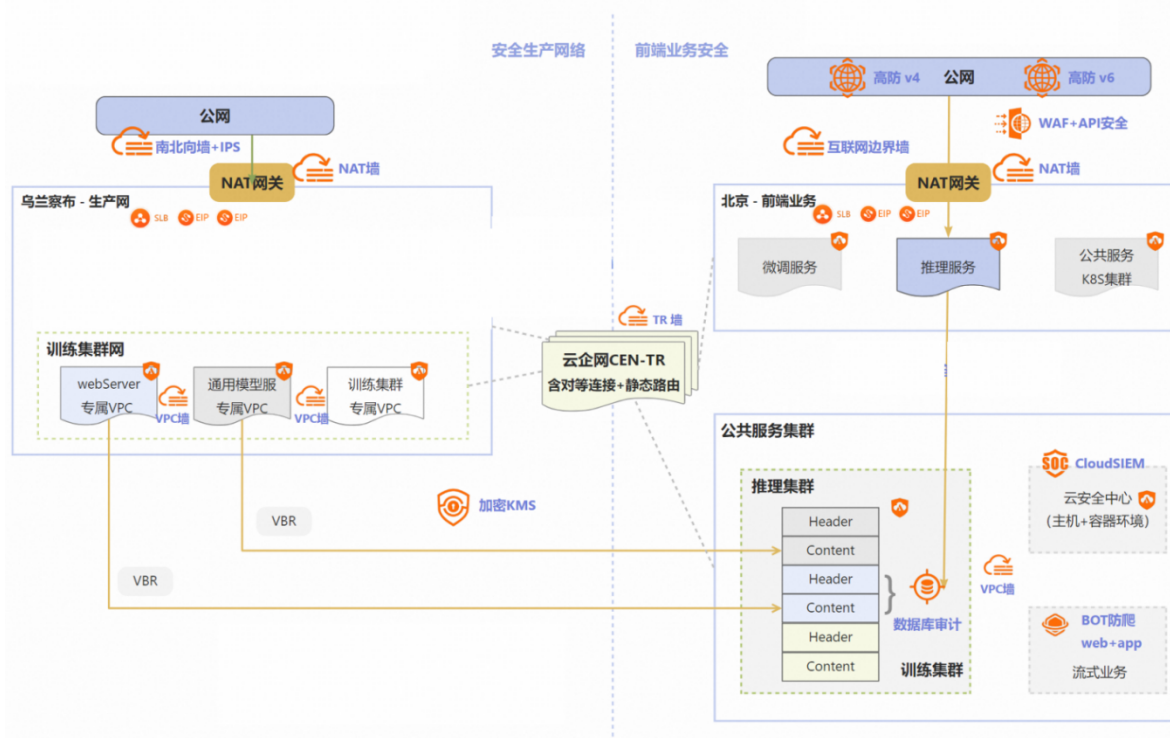 安全生产网络
前端业务安全
公网
南北向墙+IPS
NAT网关
NAT墙
乌兰察布 - 生产网
SLB
EIP
EIP
训练集群网
webServer
专属VPC
VPC墙
通用模型服
专属VPC
VPC墙
训练集群
专属VPC
TR 墙
云企网CEN-TR
含对等连接+静态路由
加密KMS
VBR
VBR
高防 v4
公网
高防 v6
WAF+API安全
互联网边界墙
NAT网关
NAT墙
北京 - 前端业务
SLB
EIP
EIP
微调服务
推理服务
公共服务
K8S集群
公共服务集群
推理集群
Header
Content
Header
Content
Header
Content
数据库审计
训练集群
VPC墙
SOC
CloudSIEM
云安全中心
(主机+容器环境)
BOT防爬
web+app
流式业务